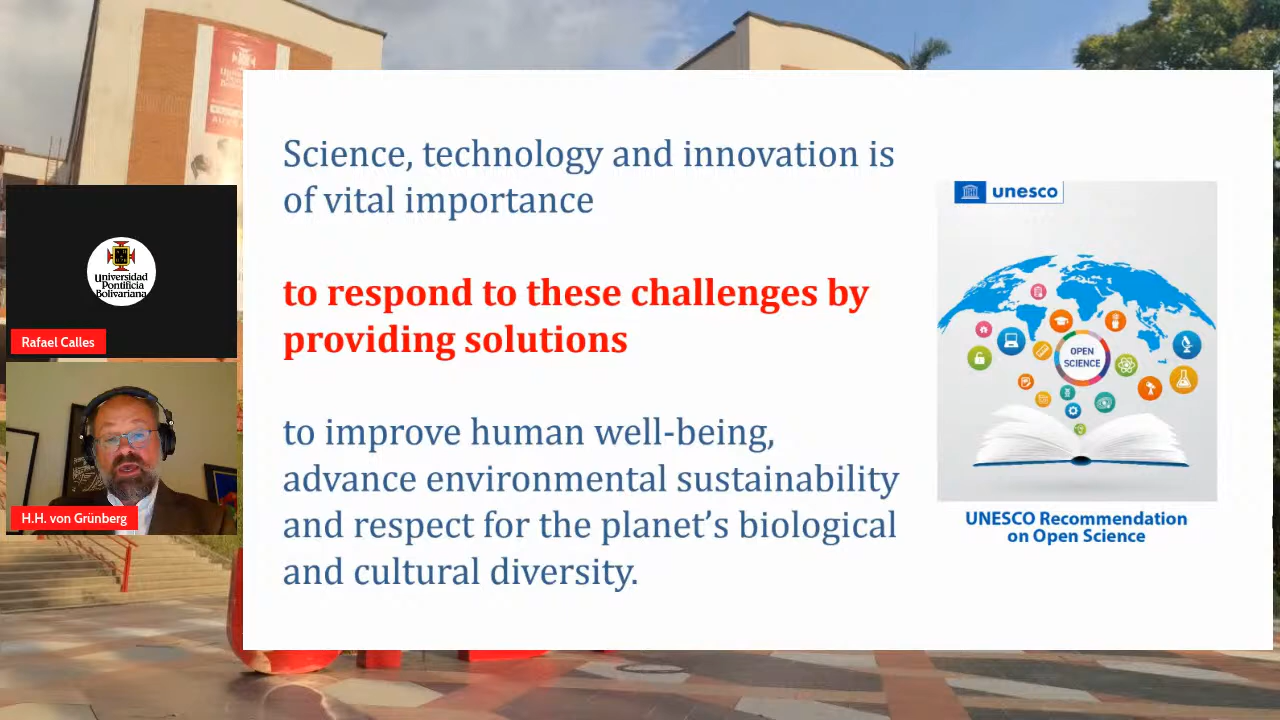 Science, technology and innovation is
of vital importance
to respond to these challenges by
providing solutions
to improve human well-being,
advance environmental sustainability
and respect for the planet’s biological
and cultural diversity.
unesco
OPEN
SCIENCE
UNESCO Recommendation
on Open Science
Universidad
Pontificia
Bolivariana
Rafael Calles
H.H. von Grünberg